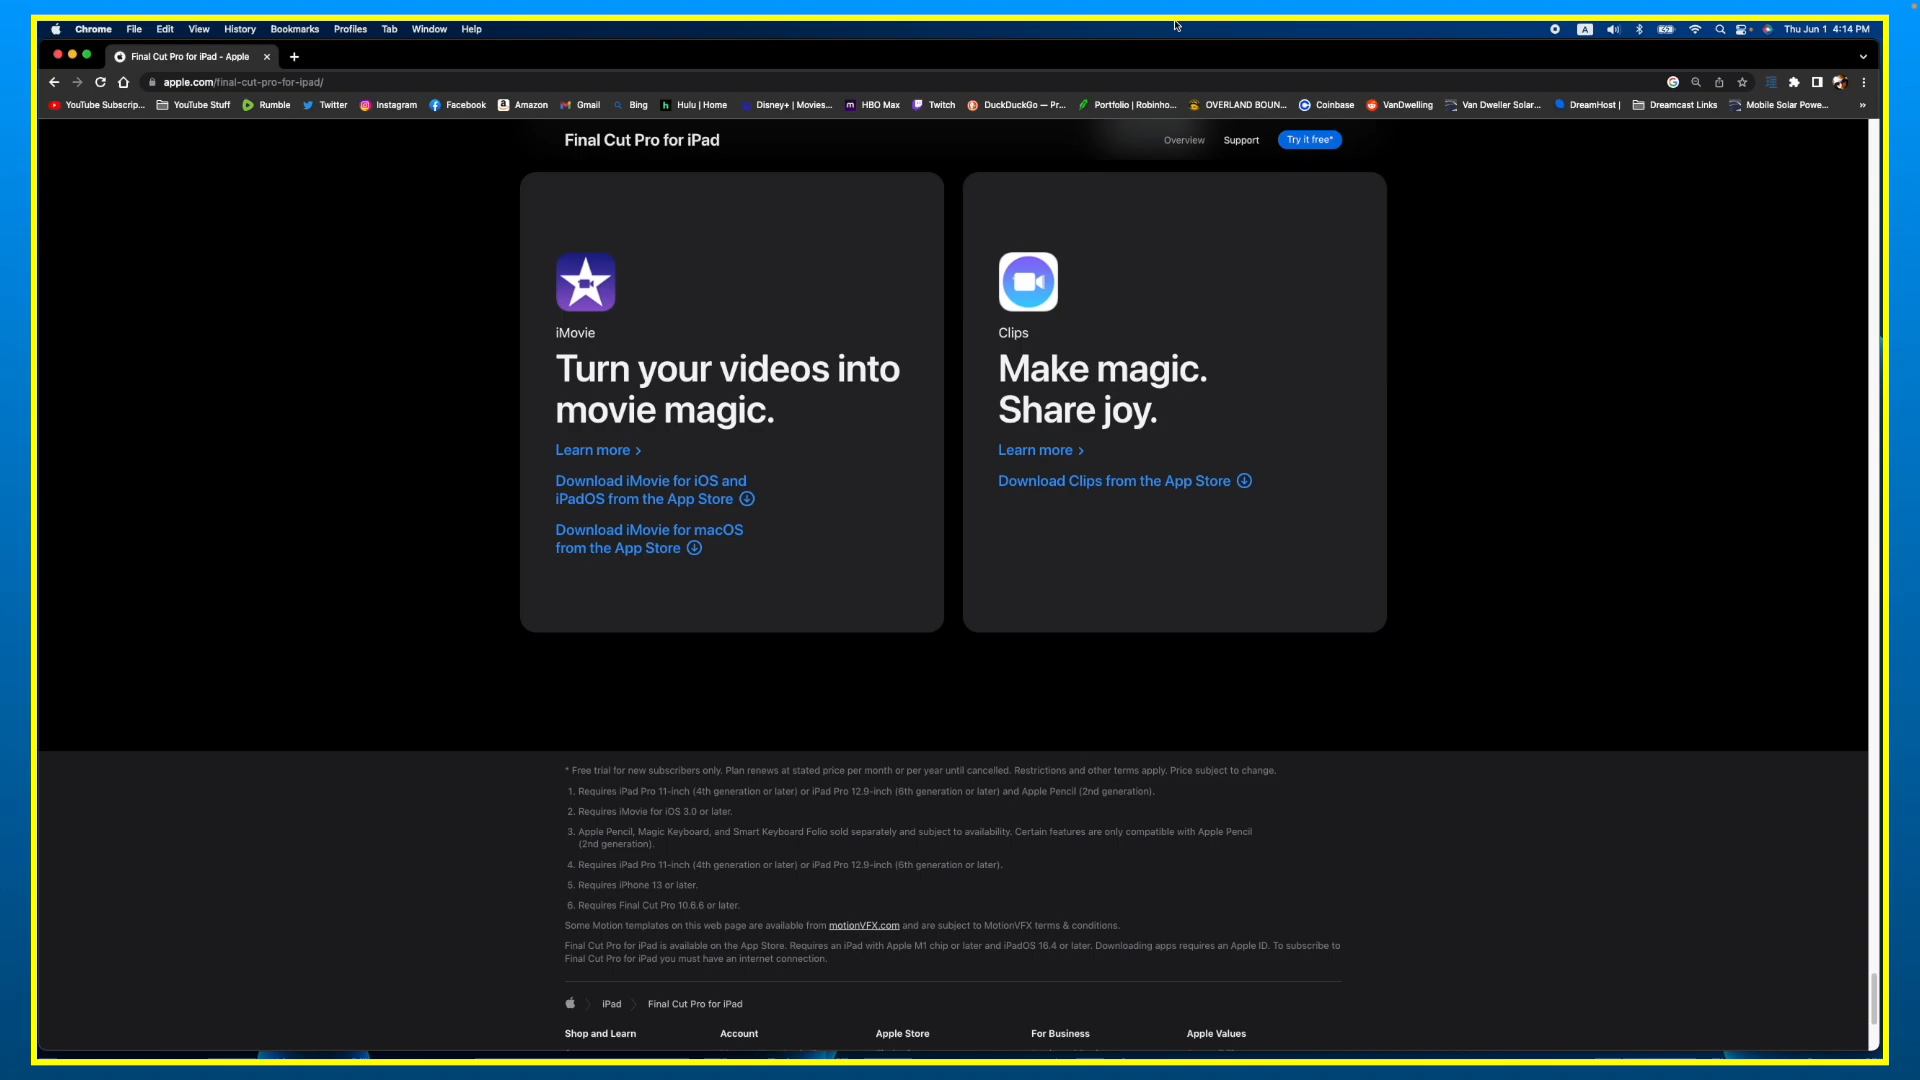 Chrome File Edit View History Bookmarks Profiles Tab Window Help
A Thu Jun 1 4:14 PM
Final Cut Pro for iPad - Apple
apple.com/final-cut-pro-for-ipad/
YouTube Subscrip... YouTube Stuff Rumble Twitter Instagram Facebook Amazon Gmail Bing Hulu | Home Disney+ | Movies... HBO Max Twitch DuckDuckGo — Pr... Portfolio | Robinho... OVERLAND BOUN... Coinbase VanDwelling Van Dweller Solar... DreamHost | Dreamcast Links Mobile Solar Powe... »
Final Cut Pro for iPad
Overview Support Try it free*
iMovie
Turn your videos into
movie magic.
Learn more >
Download iMovie for iOS and
iPadOS from the App Store
Download iMovie for macOS
from the App Store
Clips
Make magic.
Share joy.
Learn more >
Download Clips from the App Store
* Free trial for new subscribers only. Plan renews at stated price per month or per year until cancelled. Restrictions and other terms apply. Price subject to change.
1. Requires iPad Pro 11-inch (4th generation or later) or iPad Pro 12.9-inch (6th generation or later) and Apple Pencil (2nd generation).
2. Requires iMovie for iOS 3.0 or later.
3. Apple Pencil, Magic Keyboard, and Smart Keyboard Folio sold separately and subject to availability. Certain features are only compatible with Apple Pencil
(2nd generation).
4. Requires iPad Pro 11-inch (4th generation or later) or iPad Pro 12.9-inch (6th generation or later).
5. Requires iPhone 13 or later.
6. Requires Final Cut Pro 10.6.6 or later.
Some Motion templates on this web page are available from motionVFX.com and are subject to MotionVFX terms & conditions.
Final Cut Pro for iPad is available on the App Store. Requires an iPad with Apple M1 chip or later and iPadOS 16.4 or later. Downloading apps requires an Apple ID. To subscribe to
Final Cut Pro for iPad you must have an internet connection.
iPad Final Cut Pro for iPad
Shop and Learn Account Apple Store For Business Apple Values